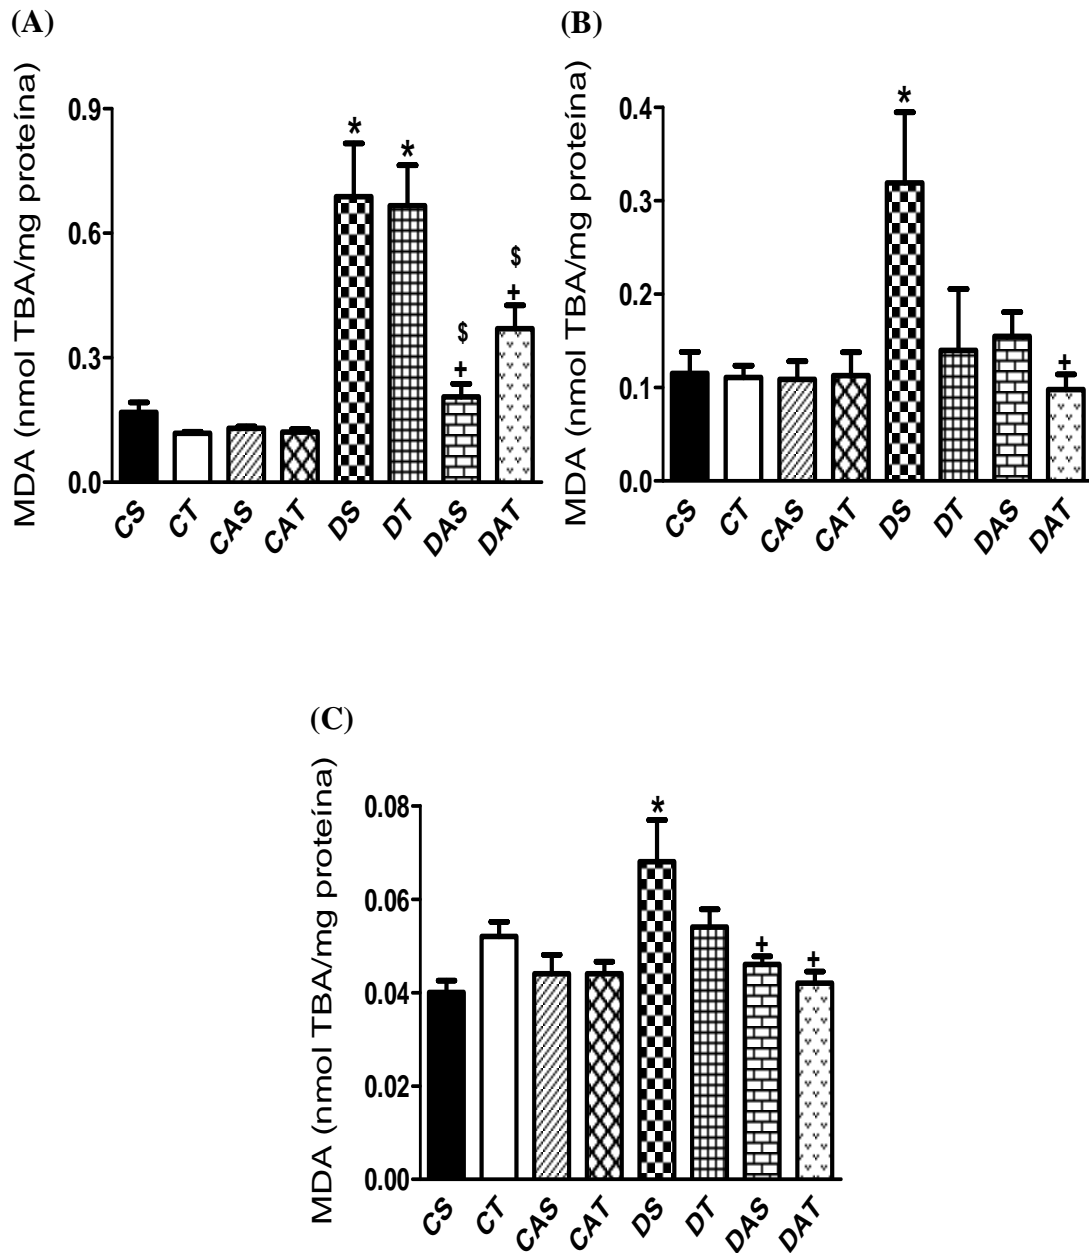 (A)
MDA (nmol TBA/mg proteína)
0.9
0.6
0.3
0.0
*
*
$
+
$
+
CS CT CAS CAT DS DT DAS DAT
(B)
MDA (nmol TBA/mg proteína)
0.4
0.3
0.2
0.1
0.0
*
+
CS CT CAS CAT DS DT DAS DAT
(C)
MDA (nmol TBA/mg proteína)
0.08
0.06
0.04
0.02
0.00
*
+
+
CS CT CAS CAT DS DT DAS DAT